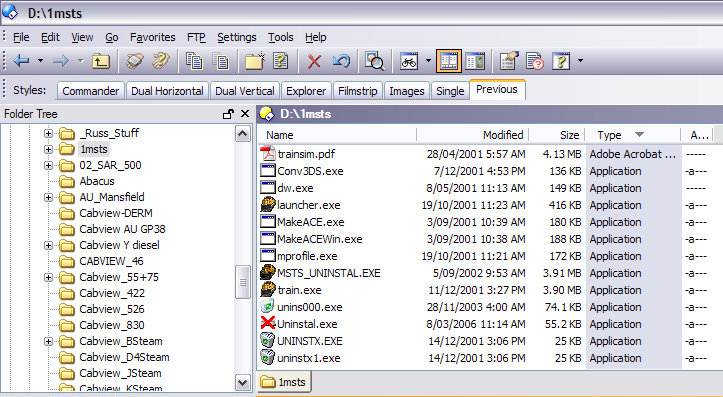 D:\1msts
File Edit View Go Favorites FTP Settings Tools Help
Styles: Commander Dual Horizontal Dual Vertical Explorer Filmstrip Images Single Previous
Folder Tree
_Russ_Stuff
1msts
02_SAR_500
Abacus
AU_Mansfield
Cabview-DERM
Cabview AU GP38
Cabview Y diesel
CABVIEW_46
Cabview_55+75
Cabview_422
Cabview_526
Cabview_830
Cabview_BSteam
Cabview_D4Steam
Cabview_JSteam
Cabview_KSteam
D:\1msts
Name Modified Size Type A...
trainsim.pdf 28/04/2001 5:57 AM 4.13 MB Adobe Acrobat ... -----
Conv3DS.exe 7/12/2001 4:53 PM 136 KB Application -a---
dw.exe 8/05/2001 11:13 AM 149 KB Application -----
launcher.exe 19/10/2001 11:23 AM 416 KB Application -a---
MakeACE.exe 3/09/2001 10:39 AM 180 KB Application -a---
MakeACEWin.exe 3/09/2001 10:38 AM 188 KB Application -a---
mprofile.exe 19/10/2001 11:21 AM 172 KB Application -a---
MSTS_UNINSTAL.EXE 5/09/2002 9:53 AM 3.91 MB Application -a---
train.exe 11/12/2001 3:27 PM 3.90 MB Application -a---
unins000.exe 28/11/2003 4:00 AM 74.1 KB Application -a---
Uninstal.exe 8/03/2006 11:14 AM 55.2 KB Application -a---
UNINSTX.EXE 14/12/2001 3:06 PM 25 KB Application -a---
uninstx1.exe 14/12/2001 3:06 PM 25 KB Application -a---
1msts